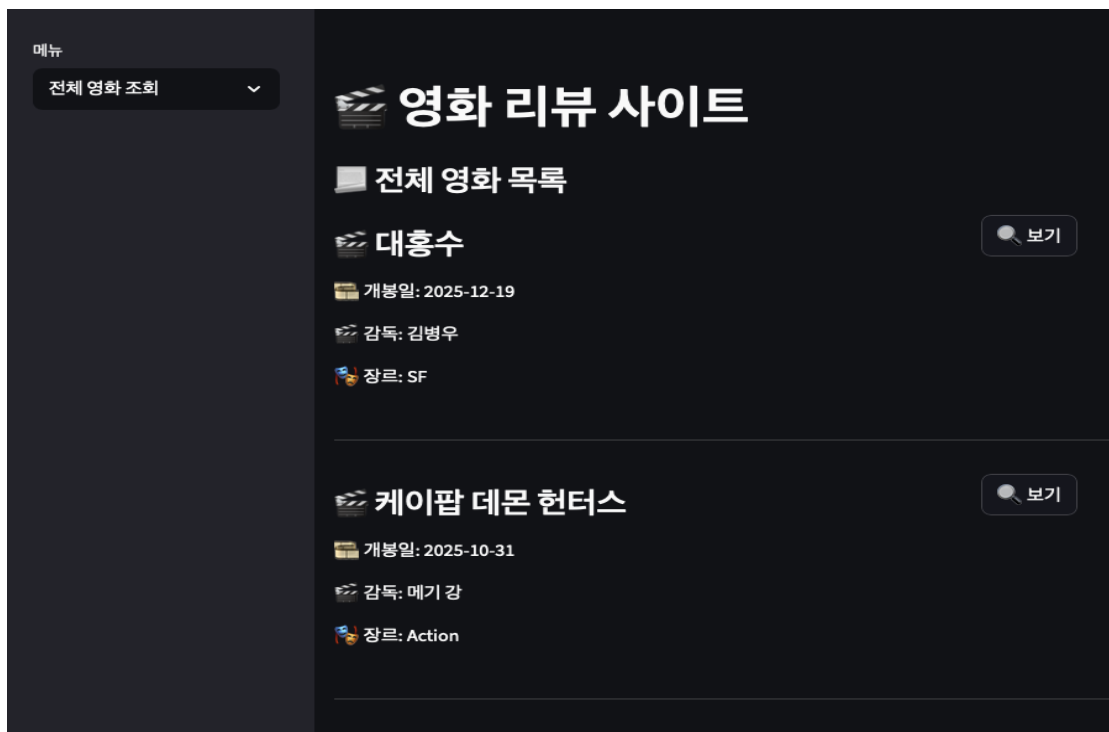 메뉴
전체 영화 조회
🎬 영화 리뷰 사이트
전체 영화 목록
🎬 대홍수
🔍 보기
개봉일: 2025-12-19
🎬 감독: 김병우
🎭 장르: SF
🎬 케이팝 데몬 헌터스
🔍 보기
개봉일: 2025-10-31
🎬 감독: 메기 강
🎭 장르: Action